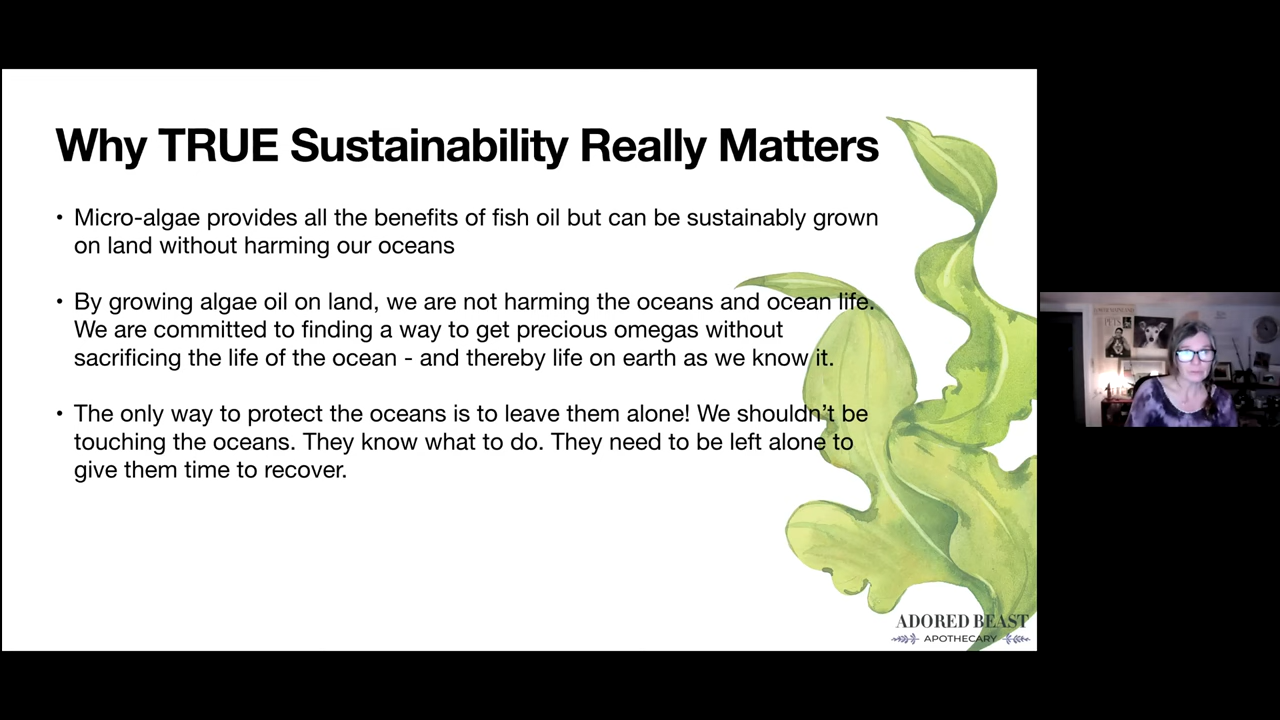 Why TRUE Sustainability Really Matters
• Micro-algae provides all the benefits of fish oil but can be sustainably grown
on land without harming our oceans
• By growing algae oil on land, we are not harming the oceans and ocean life.
We are committed to finding a way to get precious omegas without
sacrificing the life of the ocean - and thereby life on earth as we know it.
• The only way to protect the oceans is to leave them alone! We shouldn’t be
touching the oceans. They know what to do. They need to be left alone to
give them time to recover.
ADORED BEAST
APOTHECARY
PETS